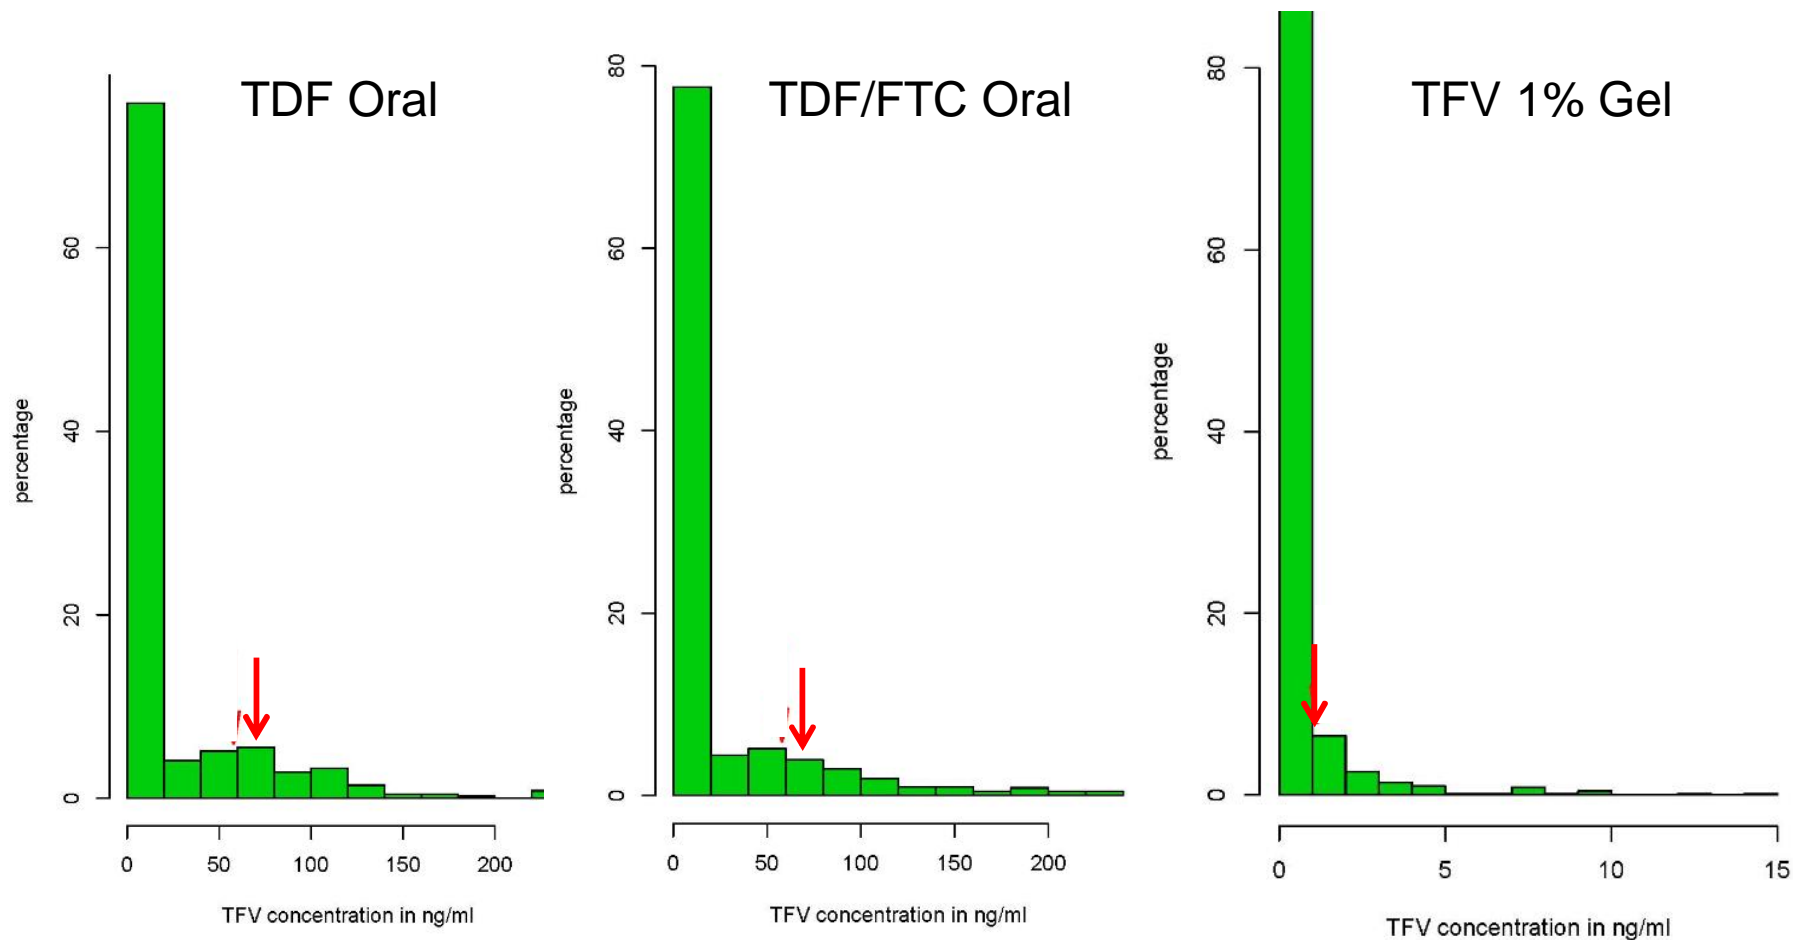 TDF Oral
percentage
0
20
40
60
0 50 100 150 200
TFV concentration in ng/ml
TDF/FTC Oral
percentage
0
20
40
60
80
0 50 100 150 200
TFV concentration in ng/ml
TFV 1% Gel
percentage
0
20
40
60
80
0 5 10 15
TFV concentration in ng/ml